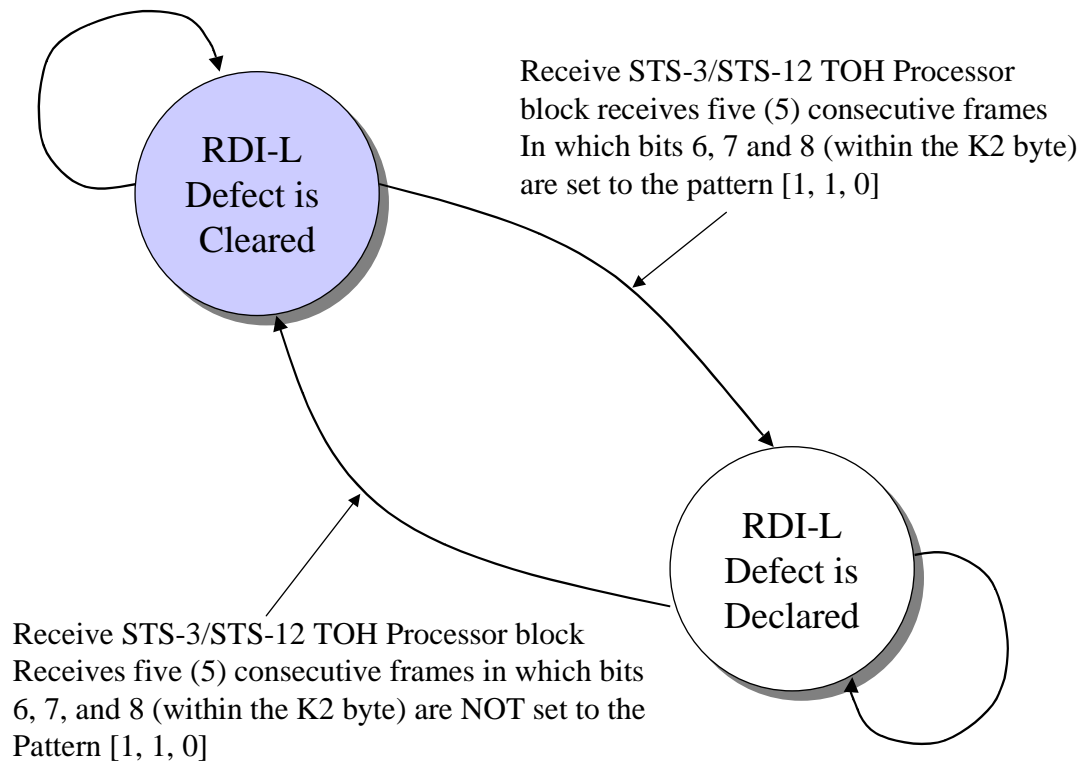 RDI-L
Defect is
Cleared
Receive STS-3/STS-12 TOH Processor
block receives five (5) consecutive frames
In which bits 6, 7 and 8 (within the K2 byte)
are set to the pattern [1, 1, 0]
RDI-L
Defect is
Declared
Receive STS-3/STS-12 TOH Processor block
Receives five (5) consecutive frames in which bits
6, 7, and 8 (within the K2 byte) are NOT set to the
Pattern [1, 1, 0]